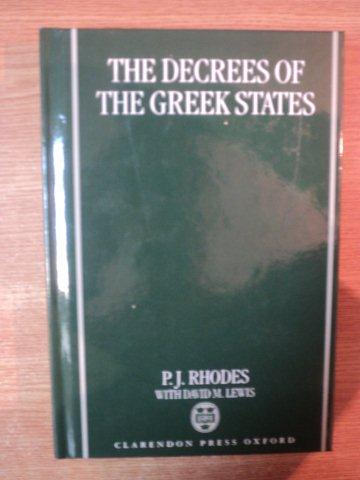 THE DECREES OF
THE GREEK STATES
P.J. RHODES
WITH DAVID M. LEWIS
CLARENDON PRESS OXFORD